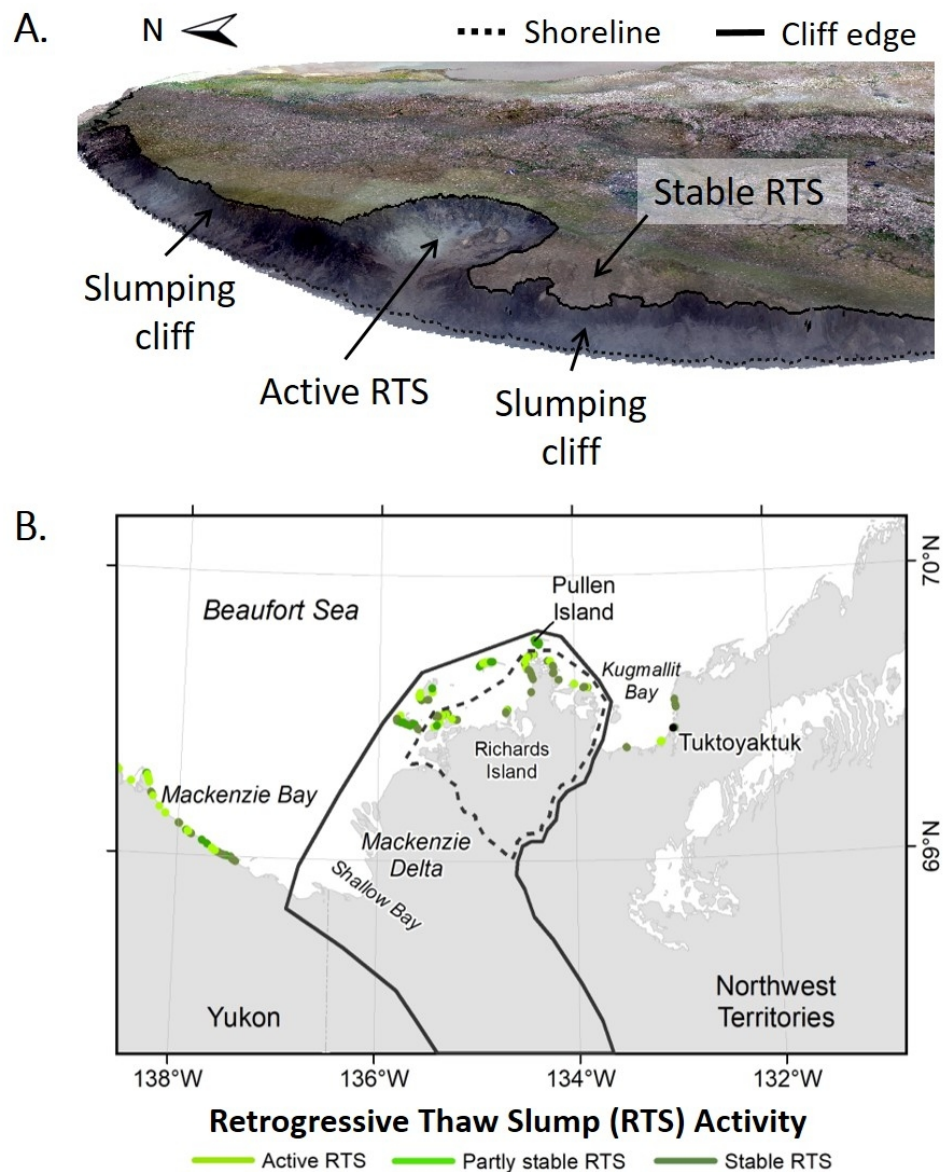 A.
N
Shoreline
Cliff edge
Stable RTS
Slumping
cliff
Active RTS
Slumping
cliff
B.
70°N
Pullen
Island
Beaufort Sea
Kugmallit
Bay
Tuktoyaktuk
Richards
Island
Mackenzie Bay
Mackenzie
Delta
69°N
Shallow Bay
Northwest
Territories
Yukon
138°W
136°W
134°W
132°W
Retrogressive Thaw Slump (RTS) Activity
Active RTS
Partly stable RTS
Stable RTS